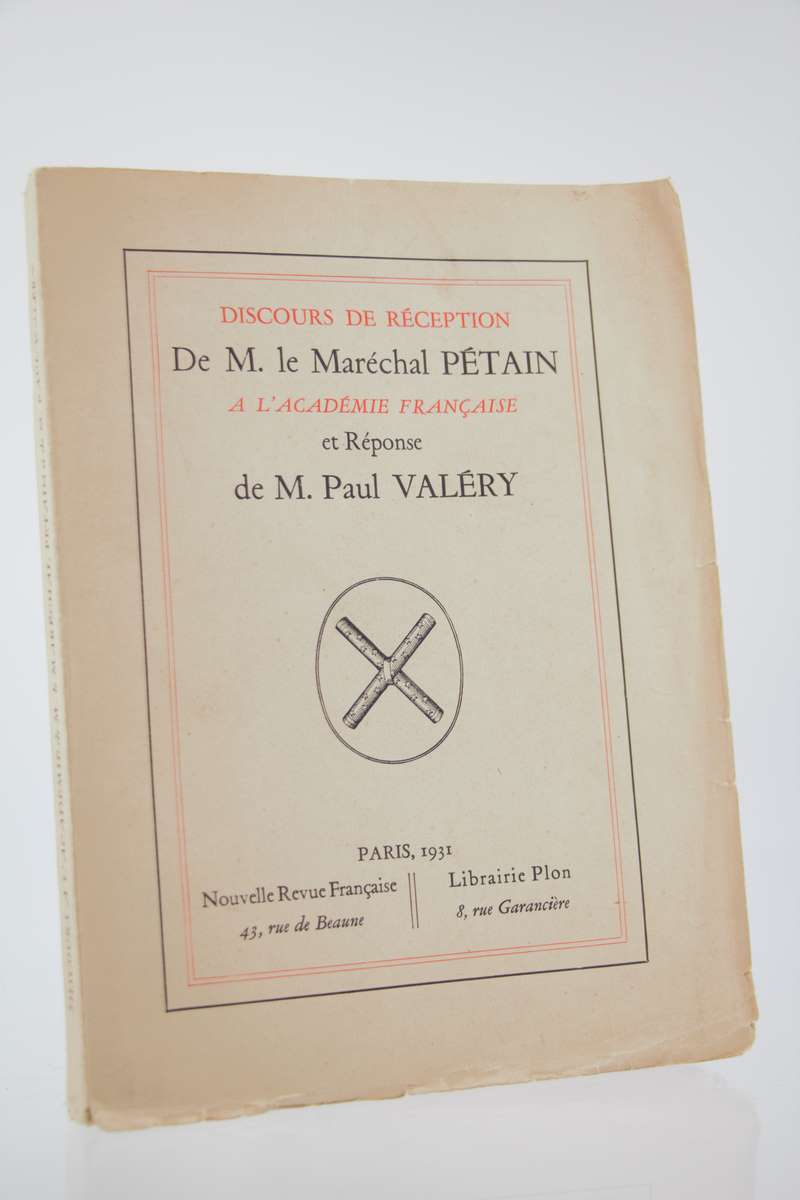 DISCOURS DE RÉCEPTION
De M. le Maréchal PÉTAIN
A L'ACADÉMIE FRANÇAISE
et Réponse
de M. Paul VALÉRY
PARIS, 1931
Nouvelle Revue Française
43, rue de Beaune
Librairie Plon
8, rue Garancière